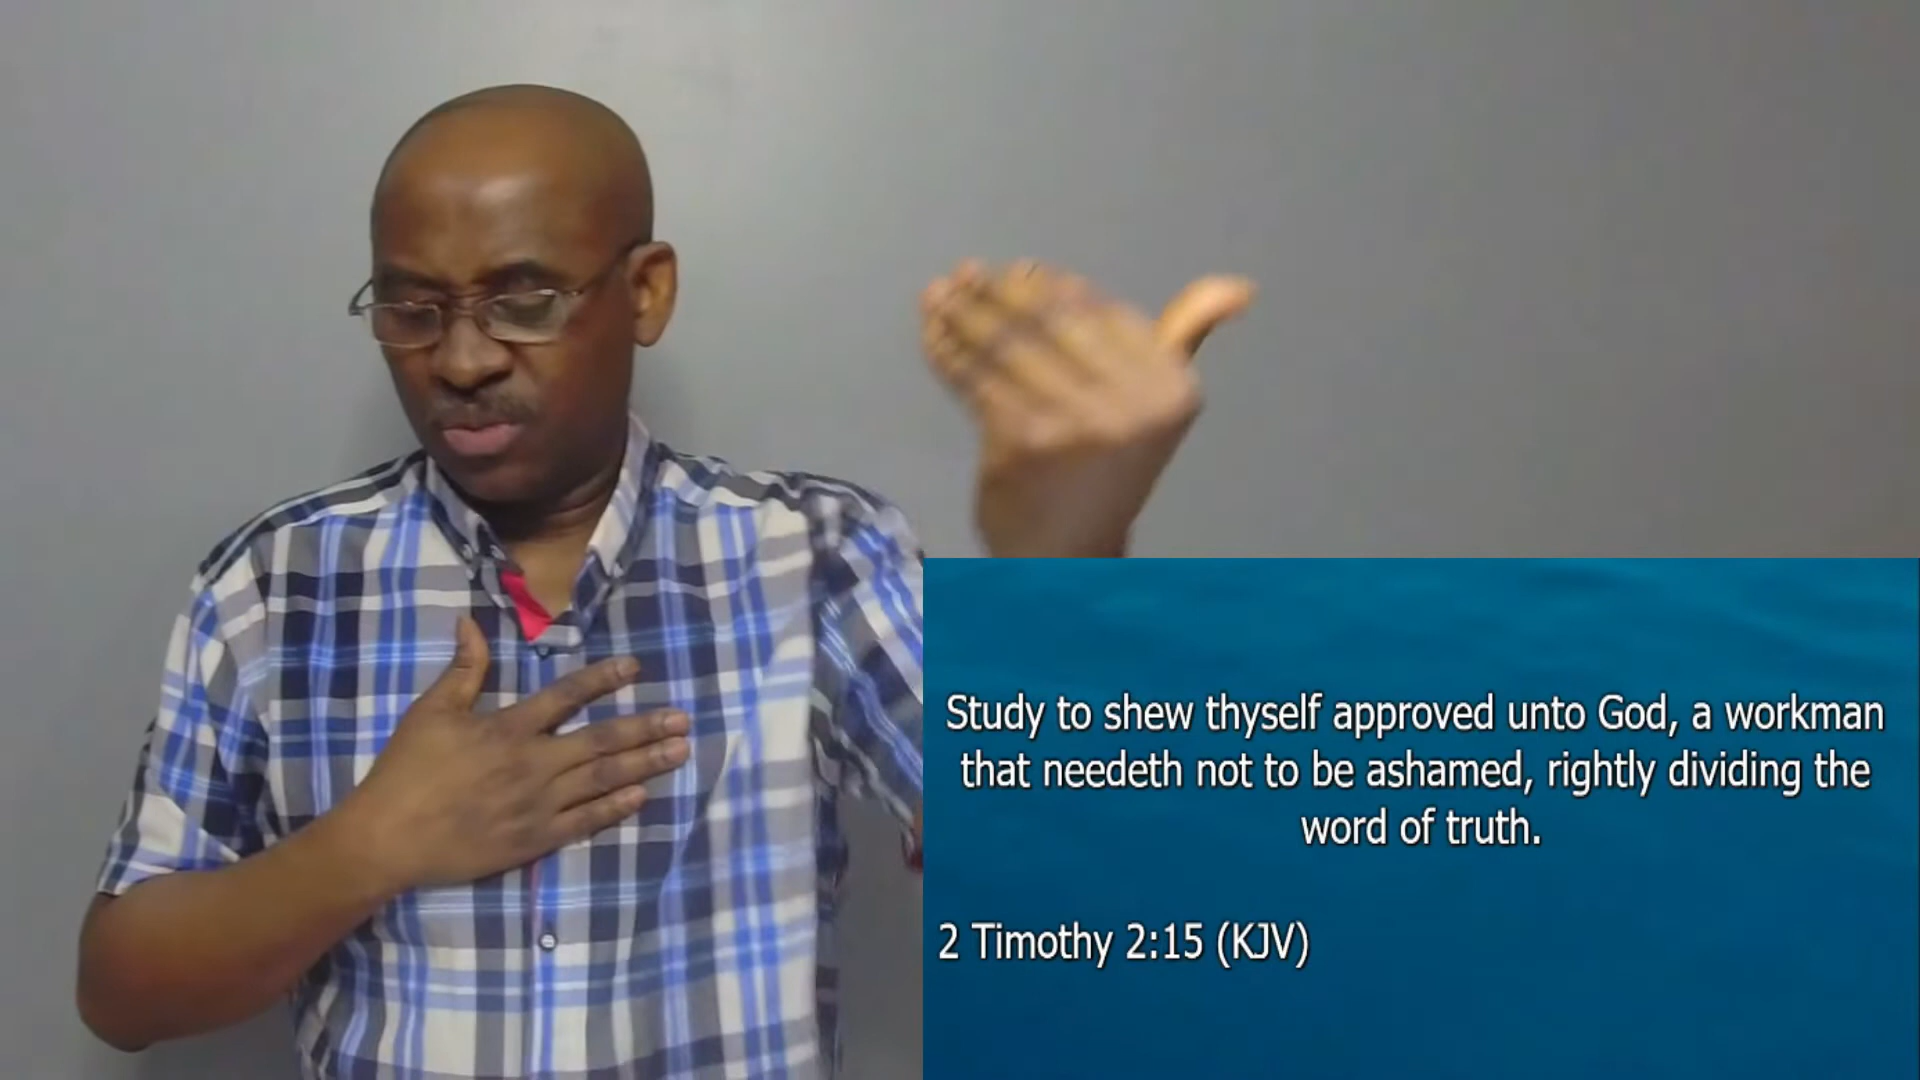 Study to shew thyself approved unto God, a workman
that needeth not to be ashamed, rightly dividing the
word of truth.
2 Timothy 2:15 (KJV)